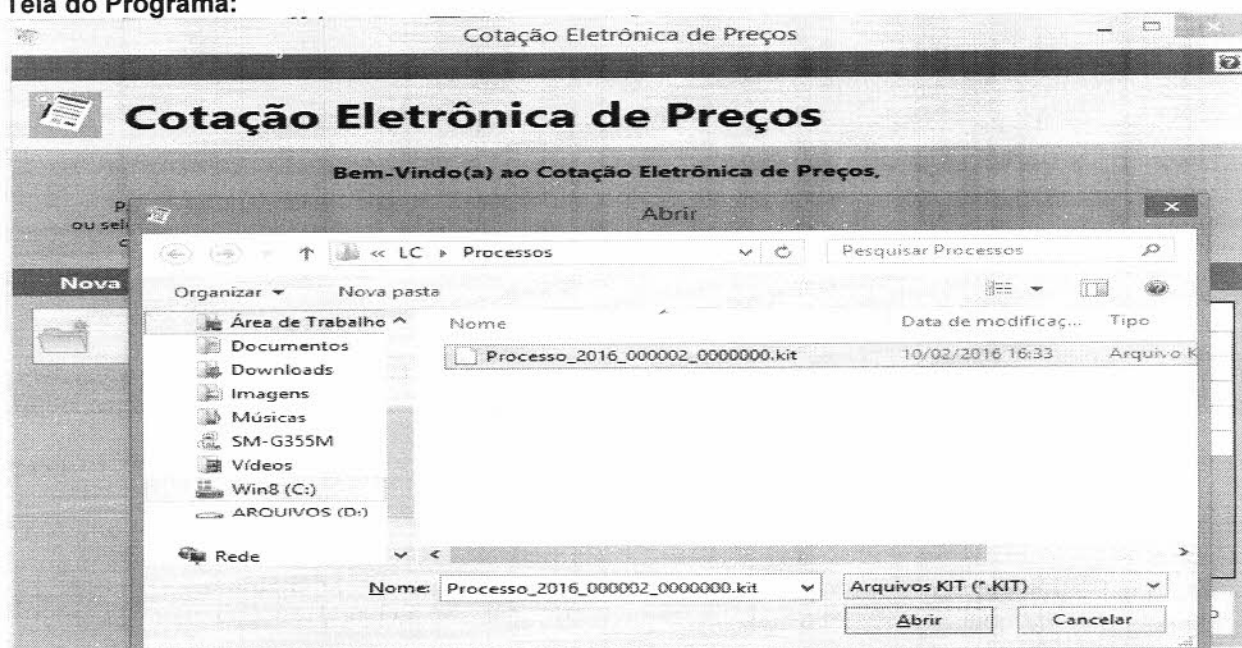 Tela do Programa:
Cotação Eletrônica de Preços
Cotação Eletrônica de Preços
Bem-Vindo(a) ao Cotação Eletrônica de Preços,
P
ou sel
Abrir
« LC ▸ Processos
Pesquisar Processos
Nova
Organizar
Nova pasta
Área de Trabalho
Nome
Data de modificaç...
Tipo
Documentos
Processo_2016_000002_0000000.kit
10/02/2016 16:33
Arquivo K
Downloads
Imagens
Músicas
SM-G355M
Vídeos
Win8 (C:)
ARQUIVOS (D:)
Rede
Nome: Processo_2016_000002_0000000.kit
Arquivos KIT (*.KIT)
Abrir
Cancelar